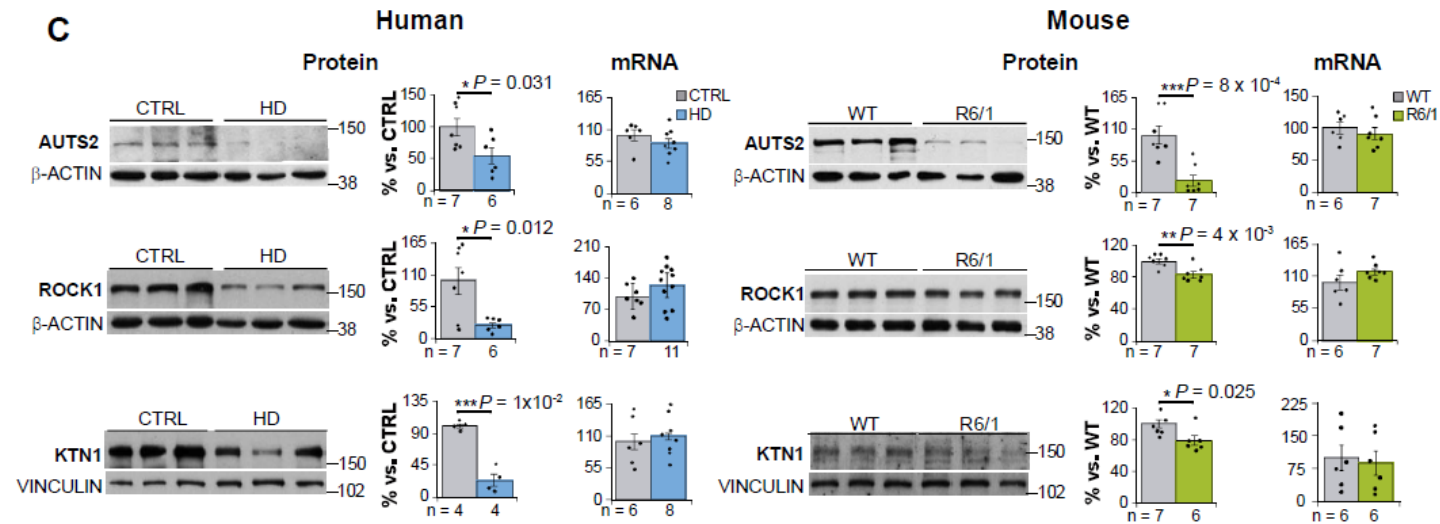 C
Human
Mouse
Protein
mRNA
Protein
mRNA
CTRL HD
AUTS2
β-ACTIN
150
38
% vs. CTRL
* P = 0.031
150
100
50
0
n = 7 6
CTRL
HD
165
110
55
0
n = 6 8
WT R6/1
AUTS2
β-ACTIN
150
38
% vs. WT
***P = 8 x 10-4
165
110
55
0
n = 7 7
WT
R6/1
150
100
50
0
n = 6 7
CTRL HD
ROCK1
β-ACTIN
150
38
% vs. CTRL
* P = 0.012
165
110
55
0
n = 7 6
210
140
70
0
n = 7 11
WT R6/1
ROCK1
β-ACTIN
150
38
% vs. WT
** P = 4 x 10-3
120
80
40
0
n = 7 7
165
110
55
0
n = 6 7
CTRL HD
KTN1
VINCULIN
150
102
% vs. CTRL
***P = 1x10-2
135
90
45
0
n = 4 4
165
110
55
0
n = 6 8
WT R6/1
KTN1
VINCULIN
150
102
% vs. WT
* P = 0.025
120
80
40
0
n = 7 6
225
150
75
0
n = 6 6